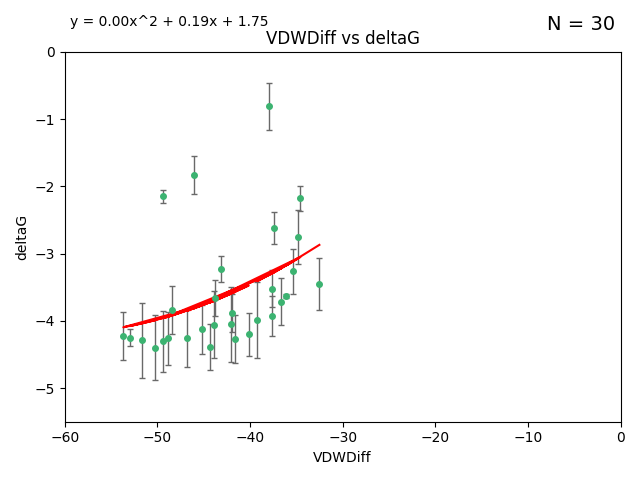 y = 0.00x^2 + 0.19x + 1.75
N = 30
VDWDiff vs deltaG
0
−1
−2
−3
−4
−5
deltaG
−60 −50 −40 −30 −20 −10 0
VDWDiff